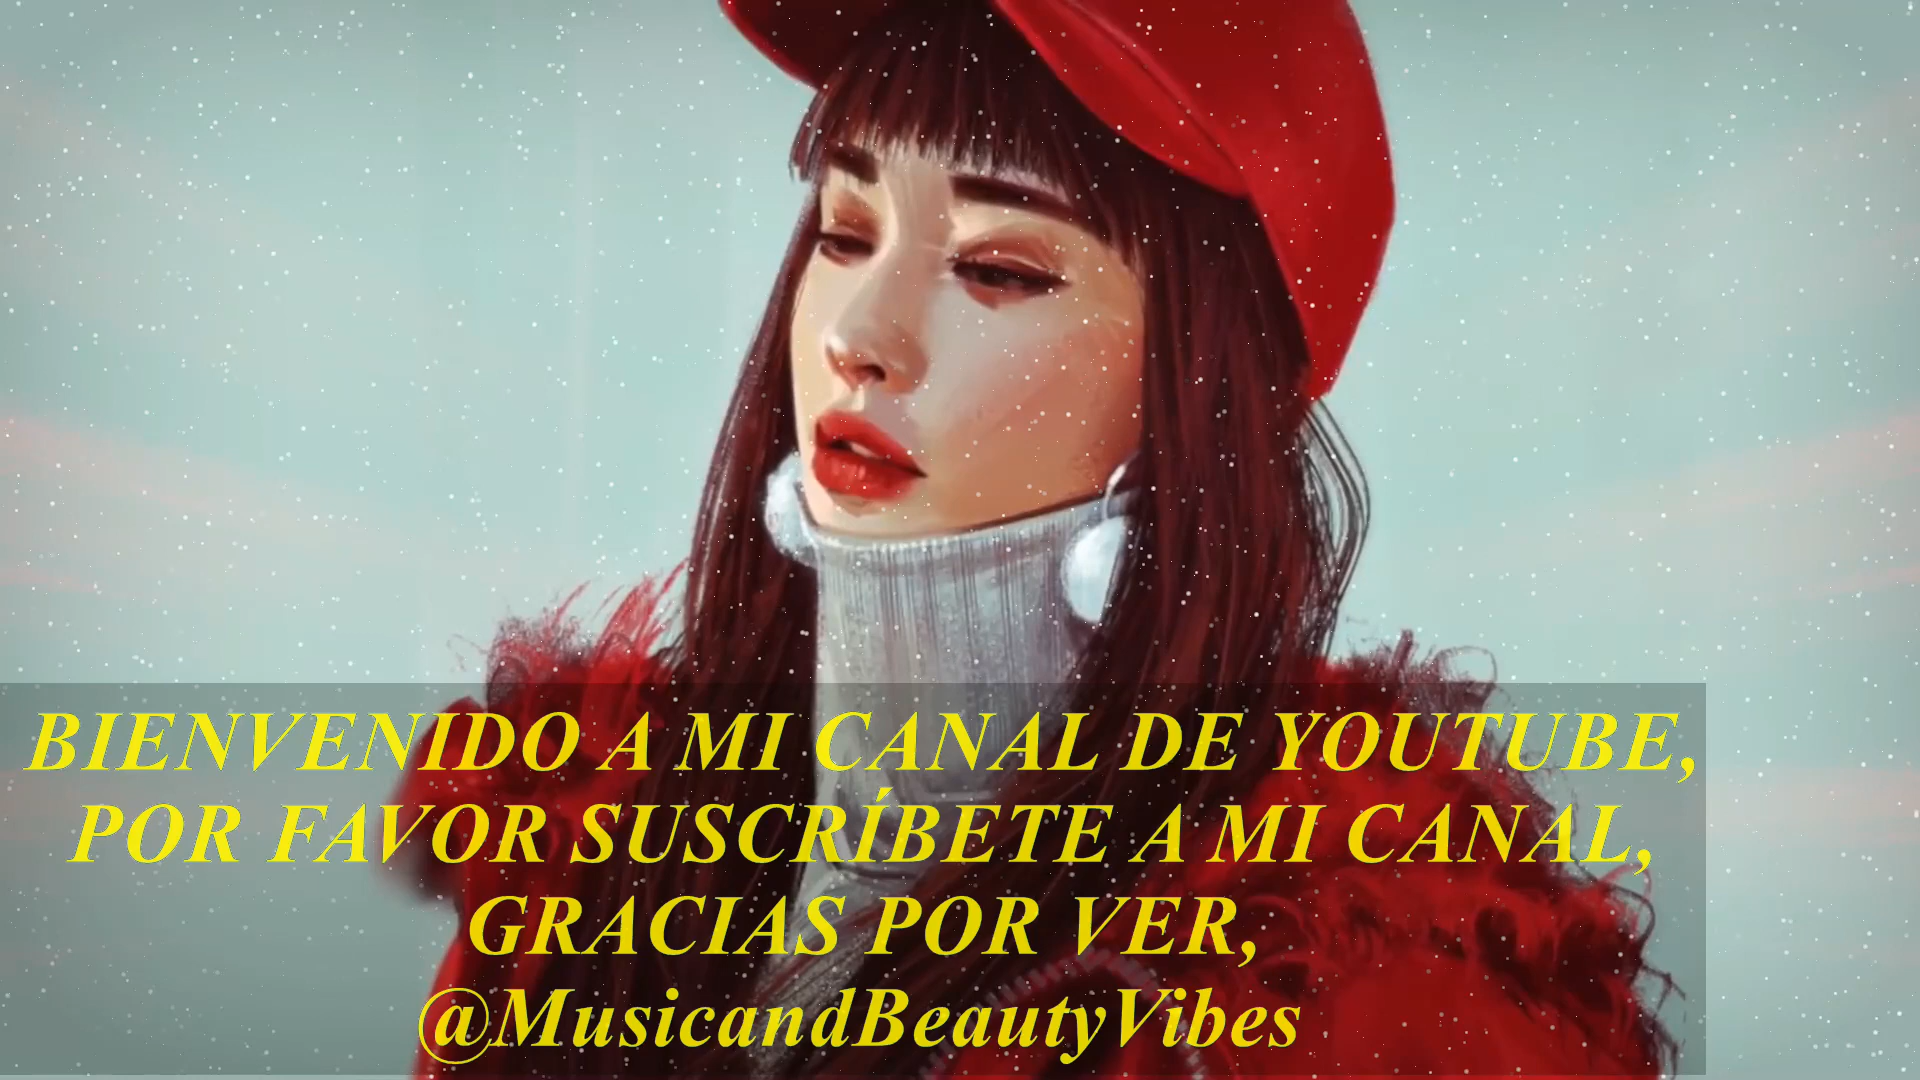 BIENVENIDO A MI CANAL DE YOUTUBE,
POR FAVOR SUSCRÍBETE A MI CANAL,
GRACIAS POR VER,
@MusicandBeautyVibes